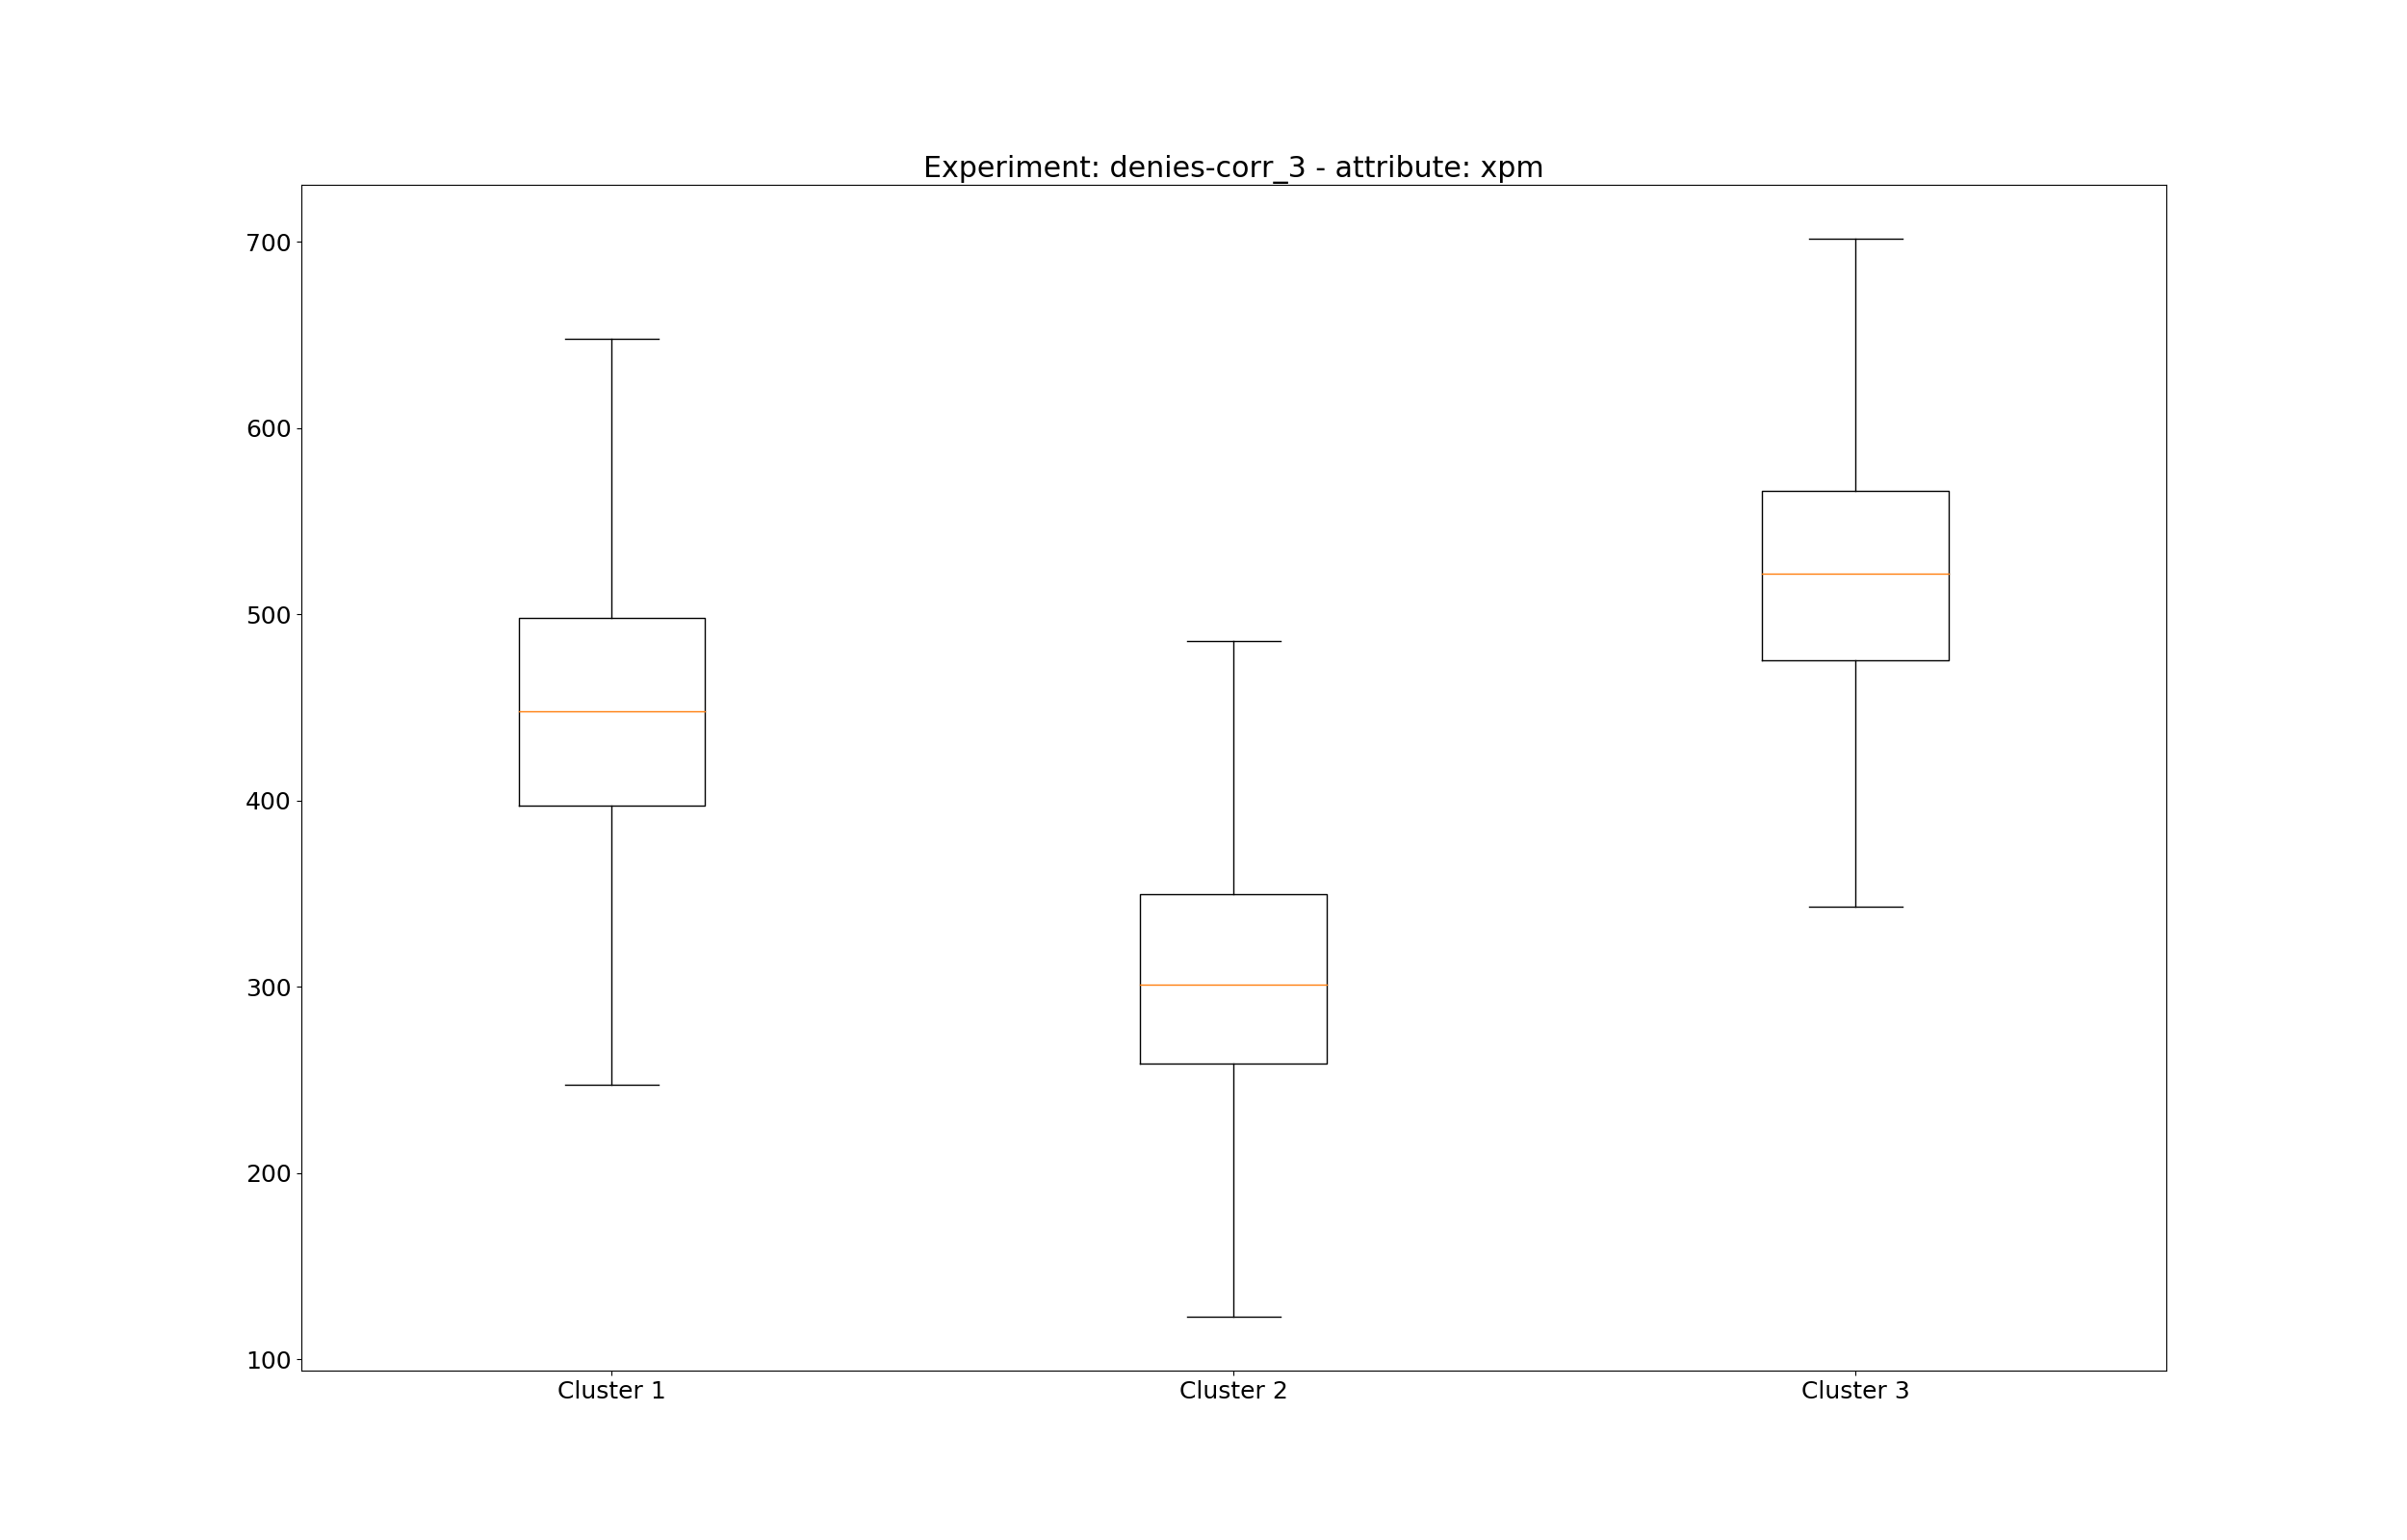 Experiment: denies-corr_3 - attribute: xpm
700
600
500
400
300
200
100
Cluster 1
Cluster 2
Cluster 3